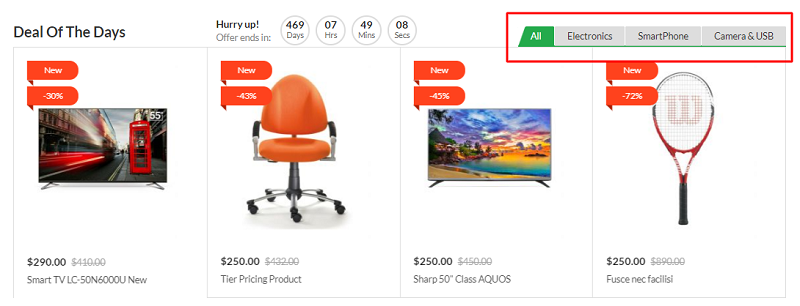 Deal Of The Days
Hurry up!
Offer ends in:
469 Days
07 Hrs
49 Mins
08 Secs
All
Electronics
SmartPhone
Camera & USB
New
-30%
55"
New
-43%
New
-45%
New
-72%
W
$290.00 $410.00
Smart TV LC-50N6000U New
$250.00 $432.00
Tier Pricing Product
$250.00 $450.00
Sharp 50" Class AQUOS
$250.00 $890.00
Fusce nec facilisi